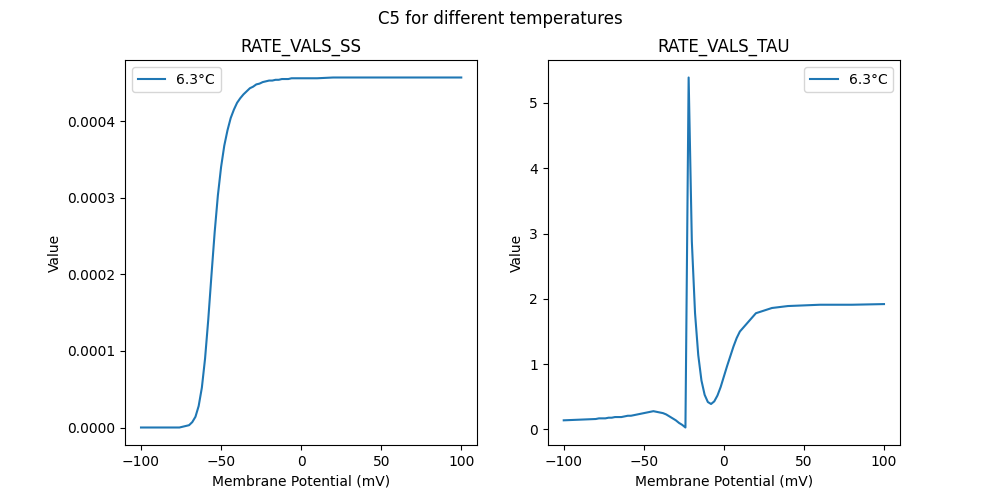 C5 for different temperatures
RATE_VALS_SS
6.3°C
Value
0.0004
0.0003
0.0002
0.0001
0.0000
−100
−50
0
50
100
Membrane Potential (mV)
RATE_VALS_TAU
6.3°C
Value
5
4
3
2
1
0
−100
−50
0
50
100
Membrane Potential (mV)